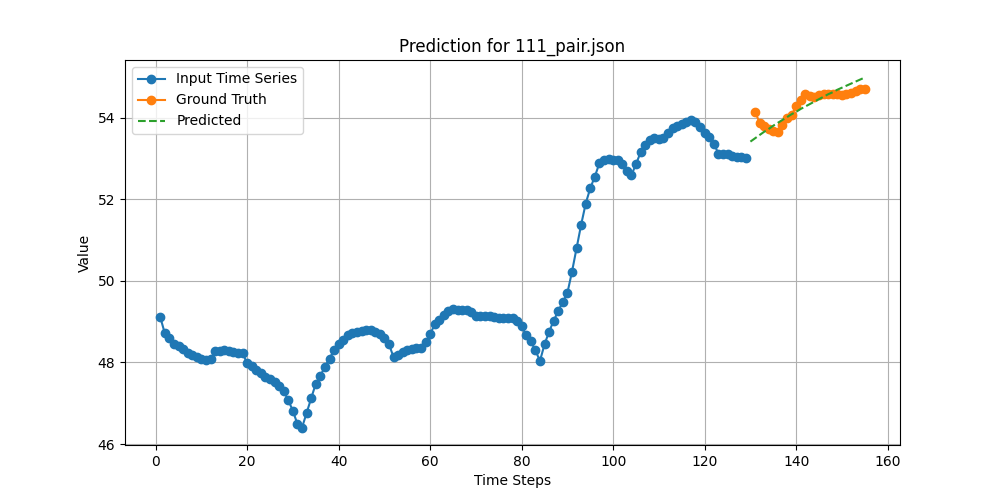 Prediction for 111_pair.json
Input Time Series
Ground Truth
Predicted
54
52
50
48
46
Value
0 20 40 60 80 100 120 140 160
Time Steps